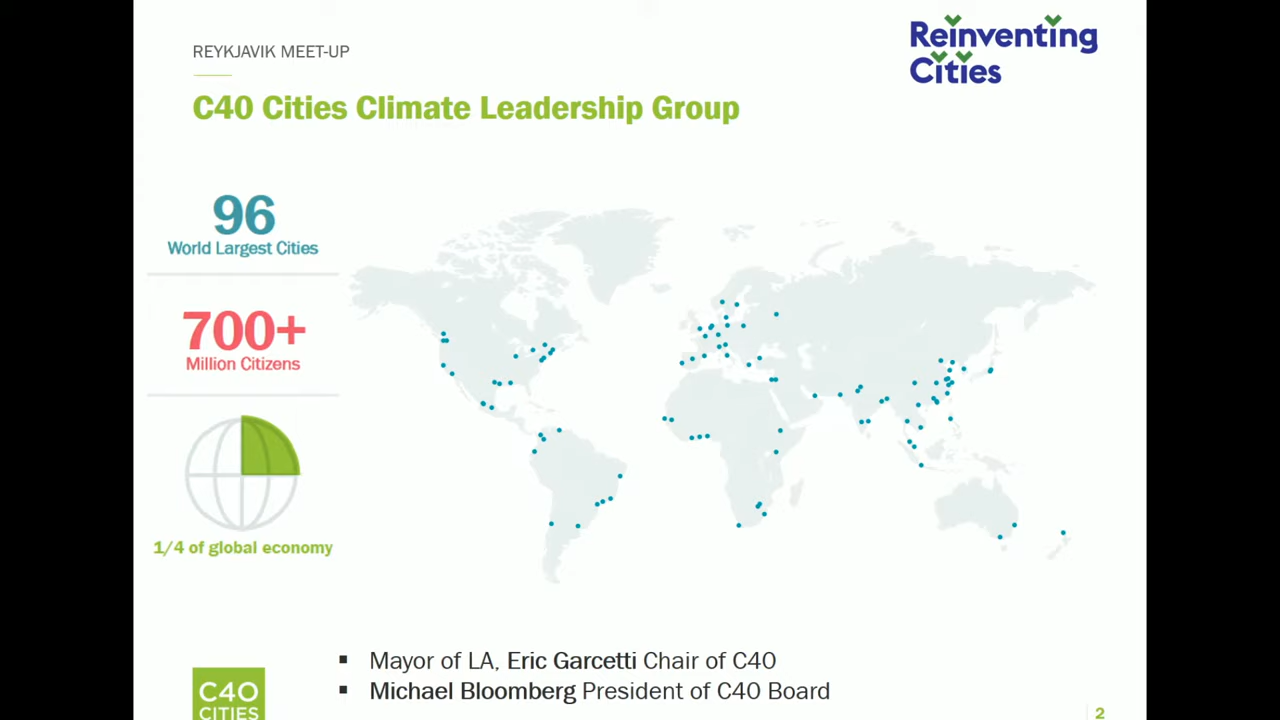 REYKJAVIK MEET-UP
Reinventing
Cities
C40 Cities Climate Leadership Group
96
World Largest Cities
700+
Million Citizens
1/4 of global economy
▪ Mayor of LA, Eric Garcetti Chair of C40
▪ Michael Bloomberg President of C40 Board
C40
CITIES
2